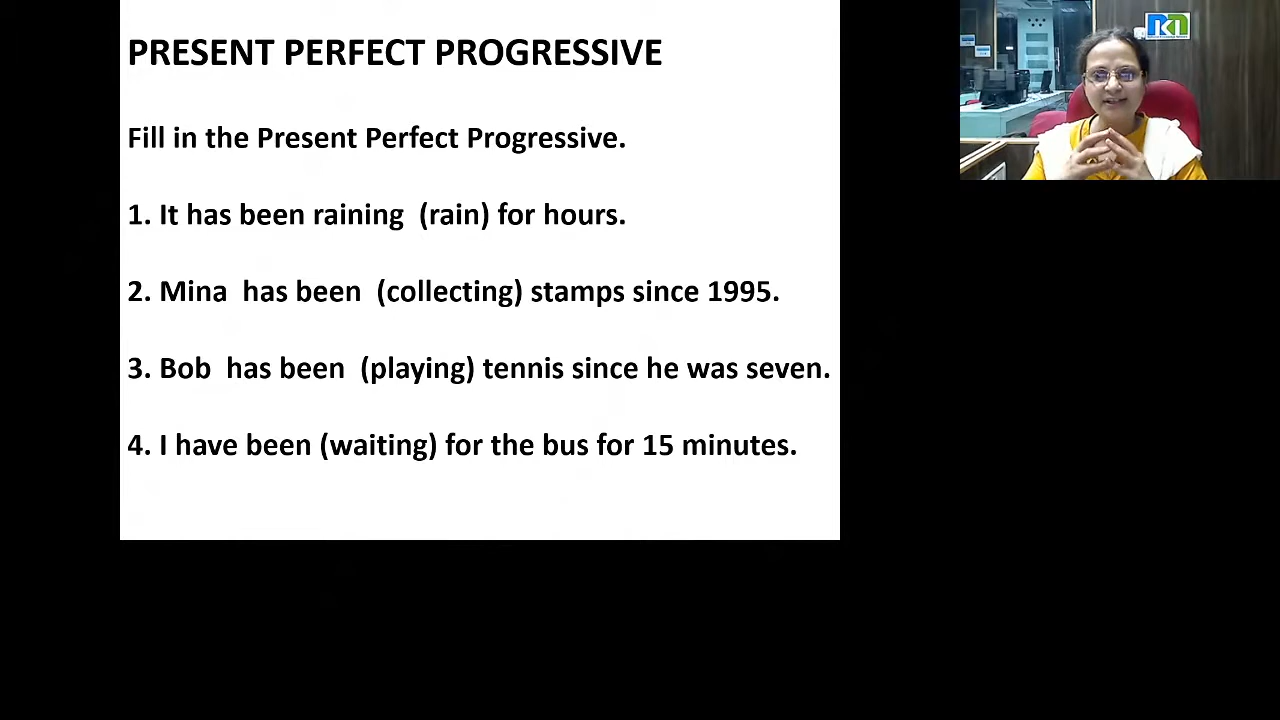 PRESENT PERFECT PROGRESSIVE
Fill in the Present Perfect Progressive.
1. It has been raining  (rain) for hours.
2. Mina  has been  (collecting) stamps since 1995.
3. Bob  has been  (playing) tennis since he was seven.
4. I have been (waiting) for the bus for 15 minutes.